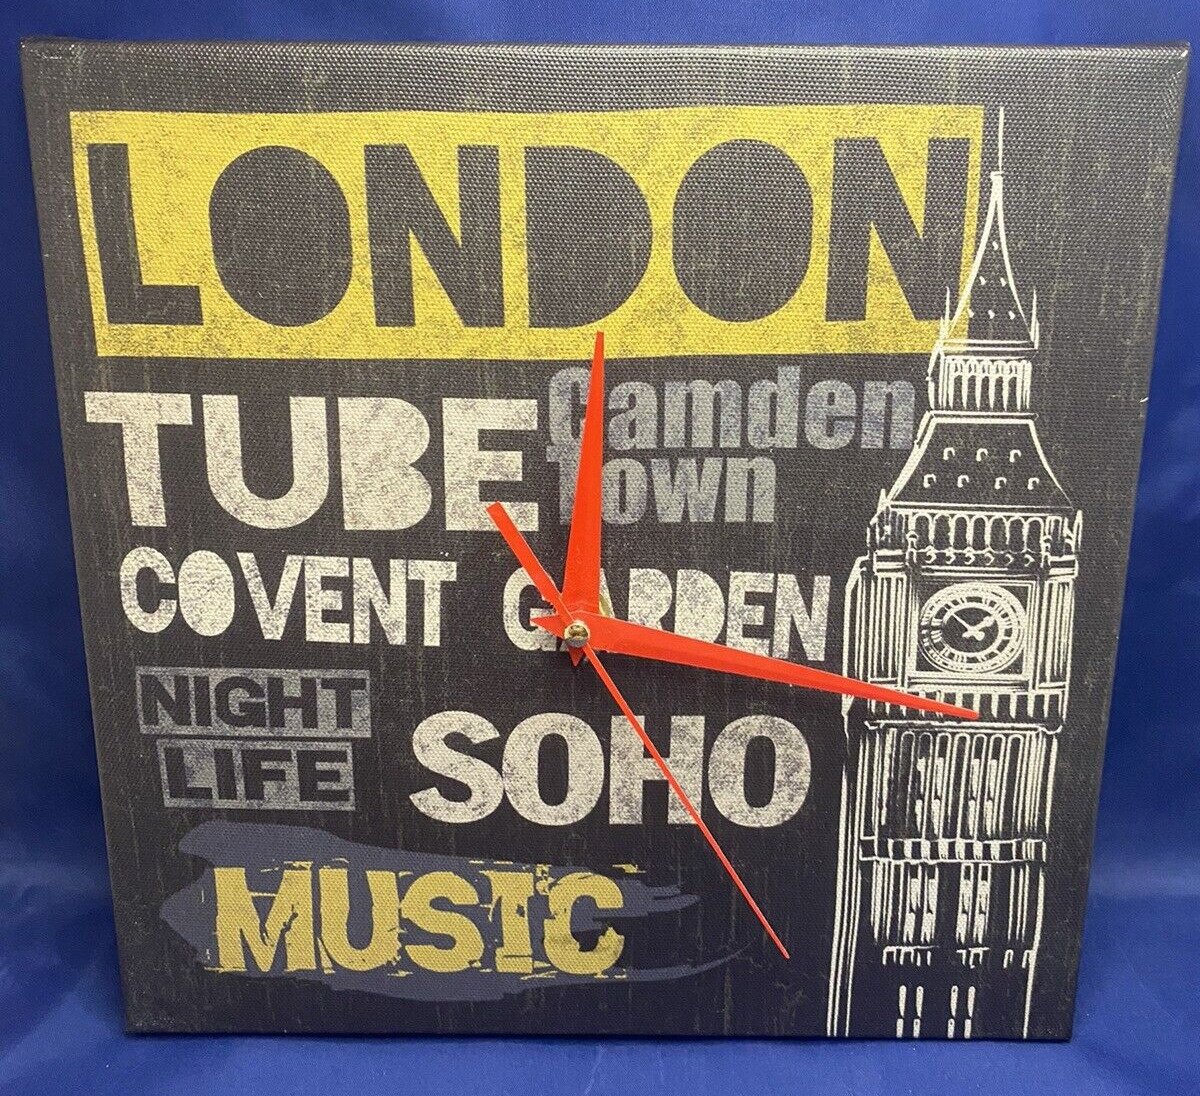 LONDON
TUBE
Camden
Town
COVENT GARDEN
NIGHT
LIFE
SOHO
MUSIC